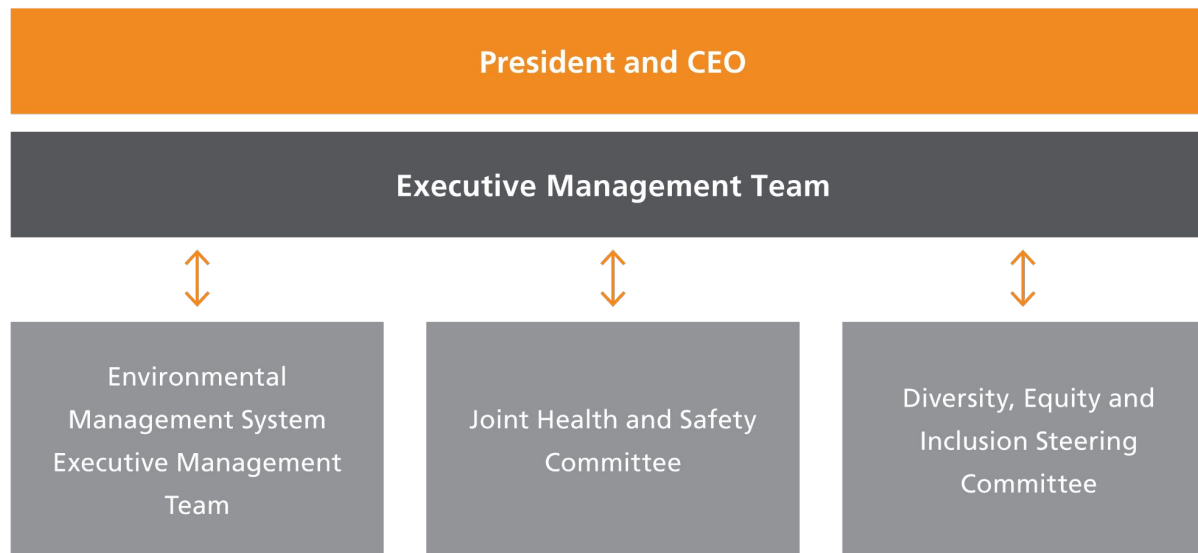 President and CEO
Executive Management Team
Environmental
Management System
Executive Management
Team
Joint Health and Safety
Committee
Diversity, Equity and
Inclusion Steering
Committee